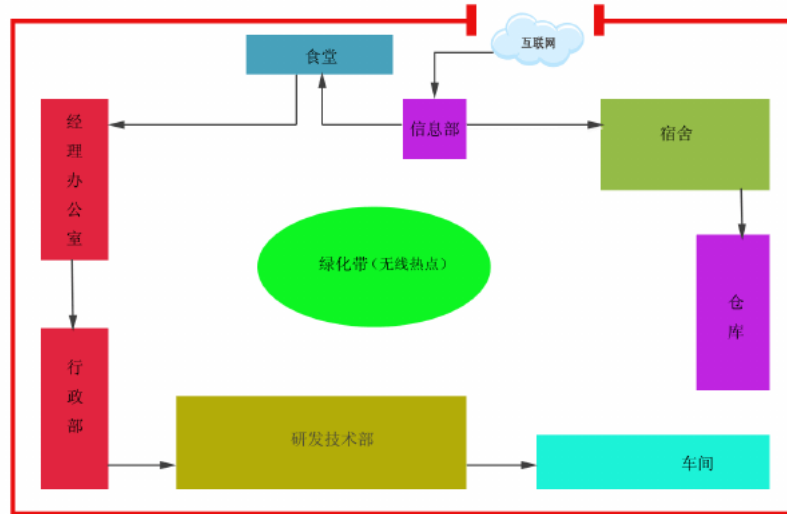 互联网
食堂
信息部
宿舍
经理办公室
绿化带(无线热点)
仓库
行政部
研发技术部
车间